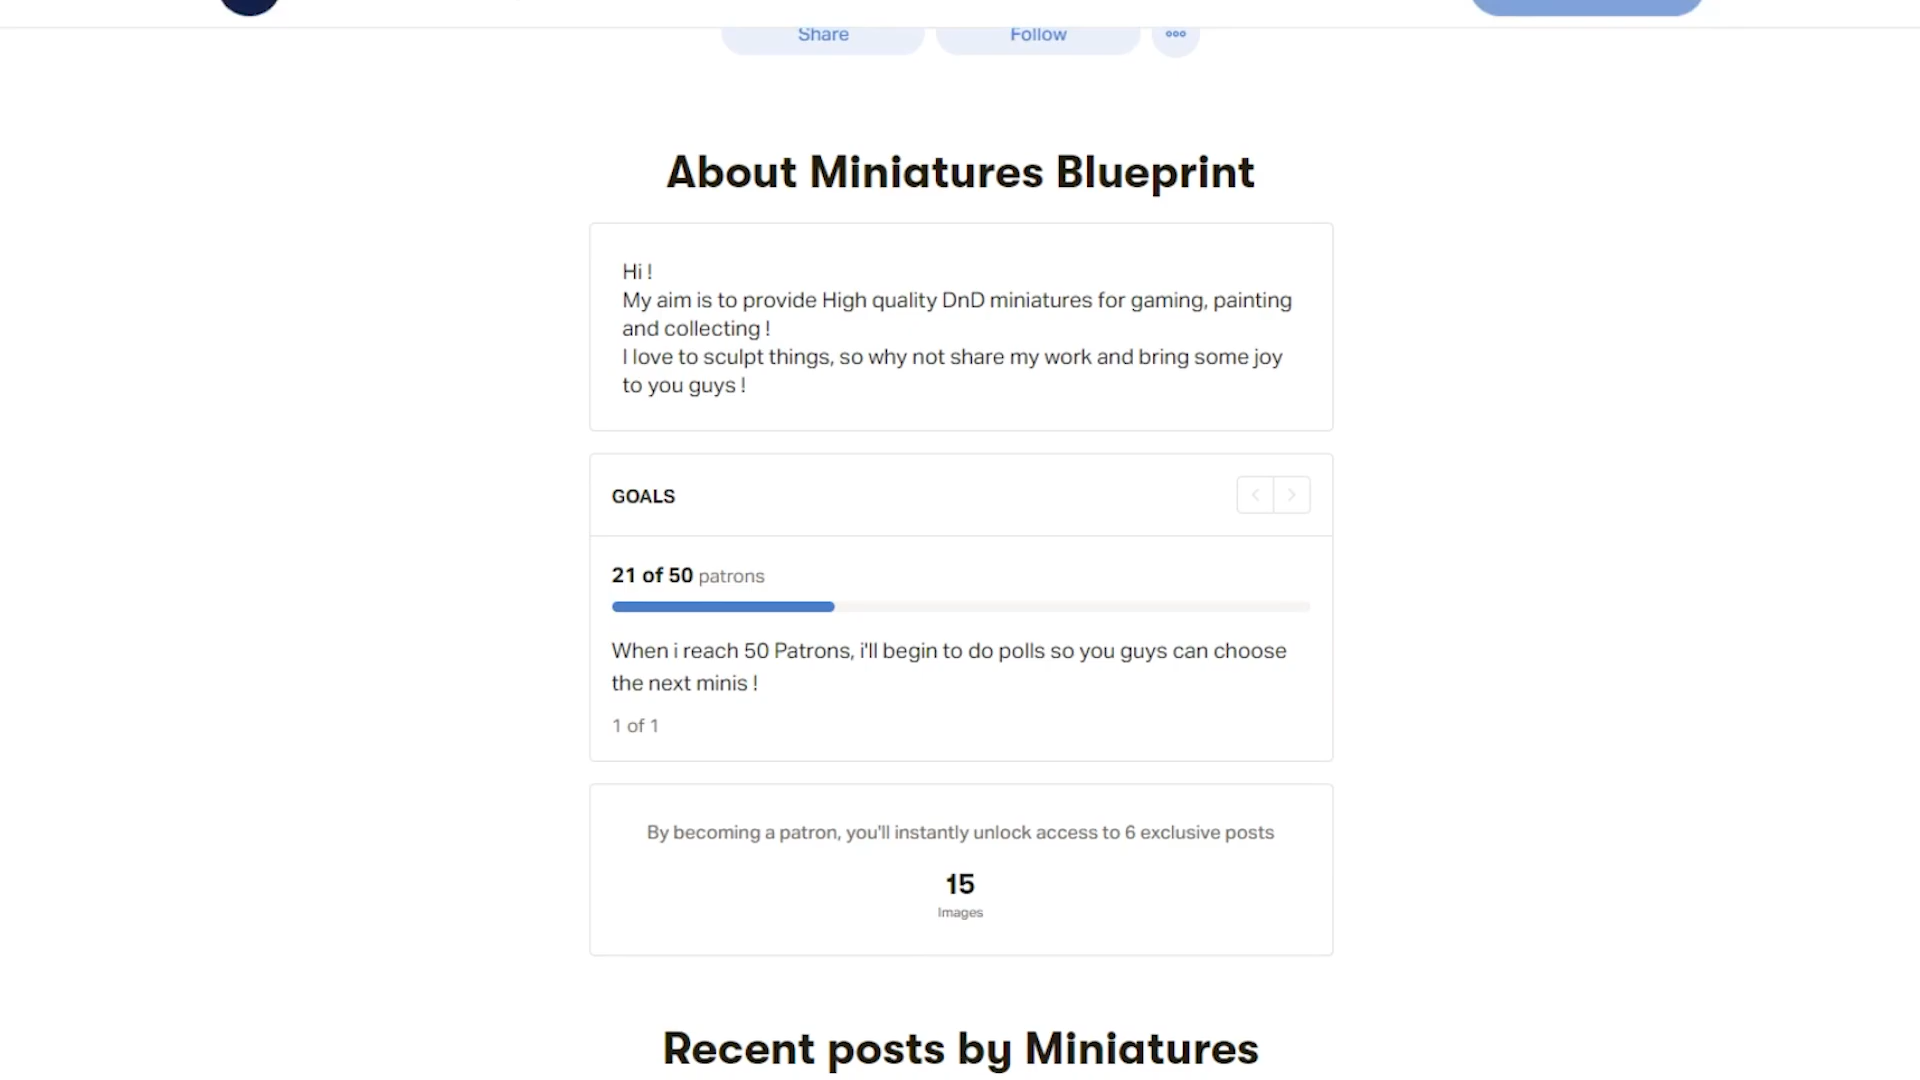 Share
Follow
About Miniatures Blueprint
Hi !
My aim is to provide High quality DnD miniatures for gaming, painting
and collecting !
I love to sculpt things, so why not share my work and bring some joy
to you guys !
GOALS
21 of 50 patrons
When i reach 50 Patrons, i'll begin to do polls so you guys can choose
the next minis !
1 of 1
By becoming a patron, you'll instantly unlock access to 6 exclusive posts
15
Images
Recent posts by Miniatures